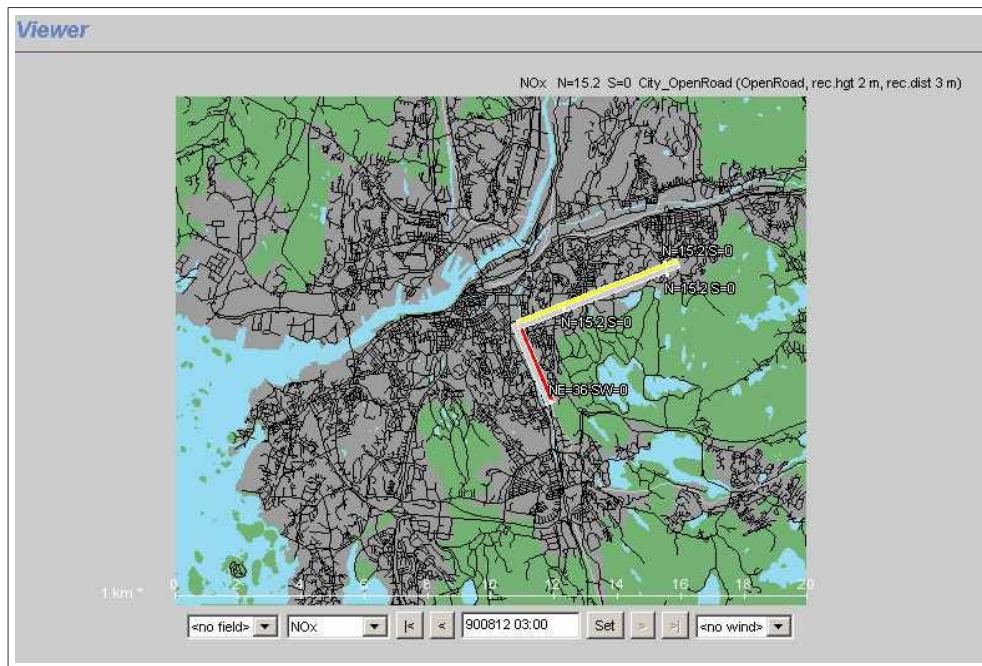 Viewer
NOx N=15.2 S=0 City_OpenRoad (OpenRoad, rec.hgt 2 m, rec.dist 3 m)
N=15.2 S=0
N=15.2 S=0
N=15.2 S=0
NE=36 SW=0
1 km * 0 2 4 6 8 10 12 14 16 18 20
<no field> NOx |< < 900812 03:00 Set > >| <no wind>